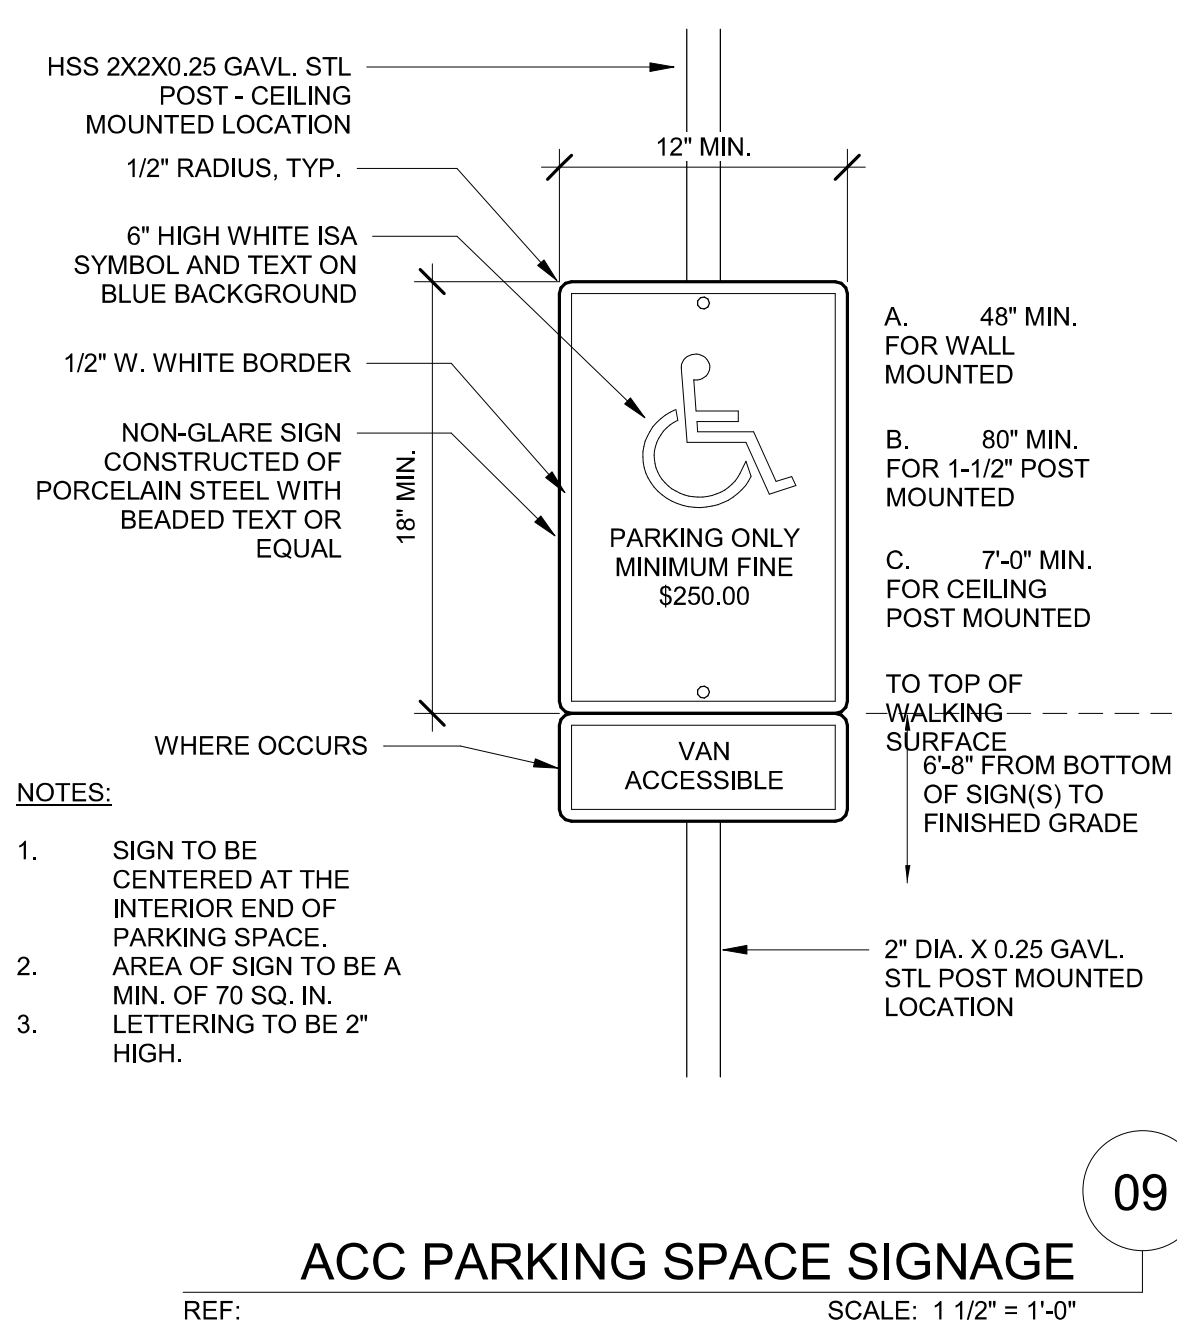 HSS 2X2X0.25 GAVL. STL
POST - CEILING
MOUNTED LOCATION
12" MIN.
1/2" RADIUS, TYP.
6" HIGH WHITE ISA
SYMBOL AND TEXT ON
BLUE BACKGROUND
1/2" W. WHITE BORDER
NON-GLARE SIGN
CONSTRUCTED OF
PORCELAIN STEEL WITH
BEADED TEXT OR
EQUAL
18" MIN.
PARKING ONLY
MINIMUM FINE
$250.00
A. 48" MIN.
FOR WALL
MOUNTED
B. 80" MIN.
FOR 1-1/2" POST
MOUNTED
C. 7'-0" MIN.
FOR CEILING
POST MOUNTED
TO TOP OF
WALKING
SURFACE
6'-8" FROM BOTTOM
OF SIGN(S) TO
FINISHED GRADE
WHERE OCCURS
VAN
ACCESSIBLE
NOTES:
1. SIGN TO BE
CENTERED AT THE
INTERIOR END OF
PARKING SPACE.
2. AREA OF SIGN TO BE A
MIN. OF 70 SQ. IN.
3. LETTERING TO BE 2"
HIGH.
2" DIA. X 0.25 GAVL.
STL POST MOUNTED
LOCATION
09
ACC PARKING SPACE SIGNAGE
REF:
SCALE: 1 1/2" = 1'-0"